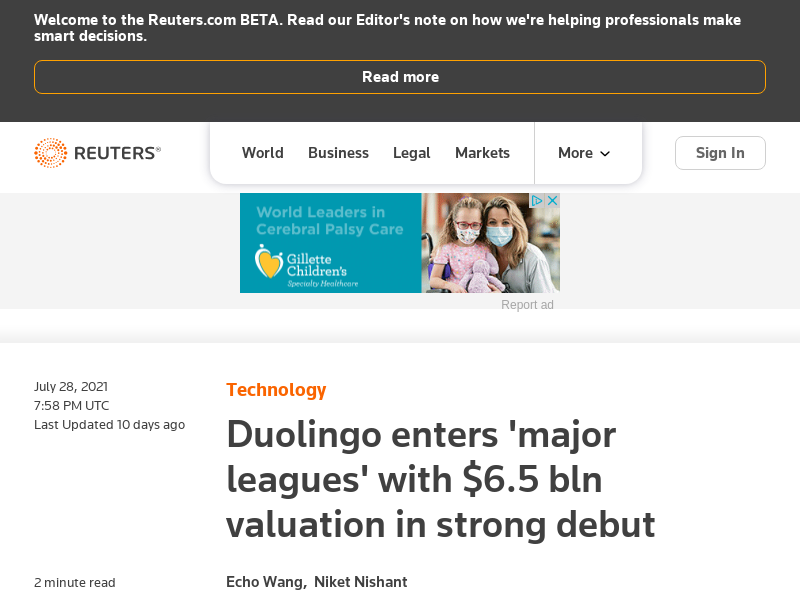 Welcome to the Reuters.com BETA. Read our Editor's note on how we're helping professionals make
smart decisions.
Read more
REUTERS®
World
Business
Legal
Markets
More
Sign In
World Leaders in
Cerebral Palsy Care
Gillette
Children's
Specialty Healthcare
Report ad
July 28, 2021
7:58 PM UTC
Last Updated 10 days ago
Technology
Duolingo enters 'major
leagues' with $6.5 bln
valuation in strong debut
2 minute read
Echo Wang, Niket Nishant